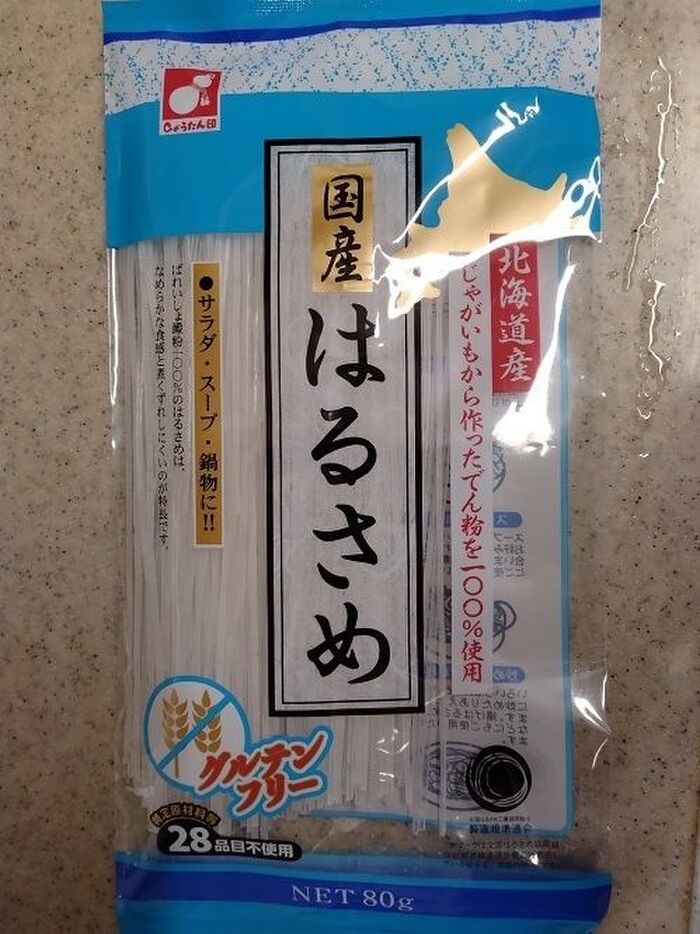 ひょうたん印
国産
はるさめ
北海道産
じゃがいもから作ったでん粉を一〇〇％使用
●サラダ・スープ・鍋物に!!
ばれいしょ澱粉一〇〇％のはるさめは、
なめらかな食感と煮くずれしにくいのが特長です。
グルテン
フリー
特定原材料等
28品目不使用
NET 80g